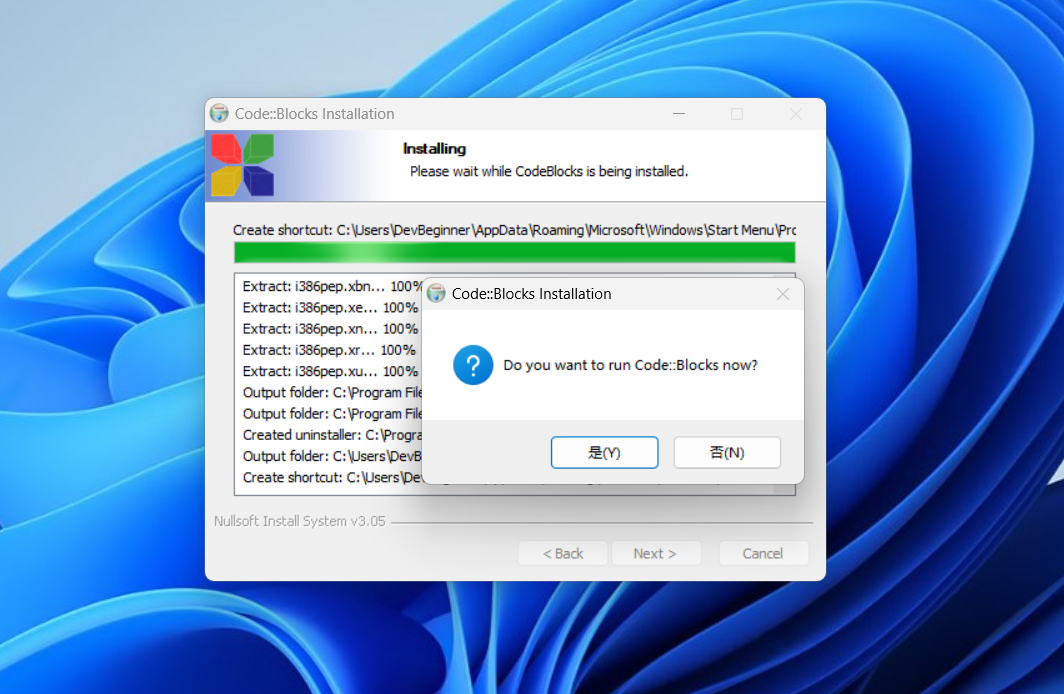 Code::Blocks Installation
Installing
Please wait while CodeBlocks is being installed.
Create shortcut: C:\Users\DevBeginner\AppData\Roaming\Microsoft\Windows\Start Menu\Prc
Extract: i386pep.xbn... 100%
Extract: i386pep.xe... 100%
Extract: i386pep.xn... 100%
Extract: i386pep.xr... 100%
Extract: i386pep.xu... 100%
Output folder: C:\Program File
Output folder: C:\Program File
Created uninstaller: C:\Progra
Output folder: C:\Users\DevB
Create shortcut: C:\Users\De
Code::Blocks Installation
Do you want to run Code::Blocks now?
是(Y) 否(N)
Nullsoft Install System v3.05
< Back Next > Cancel